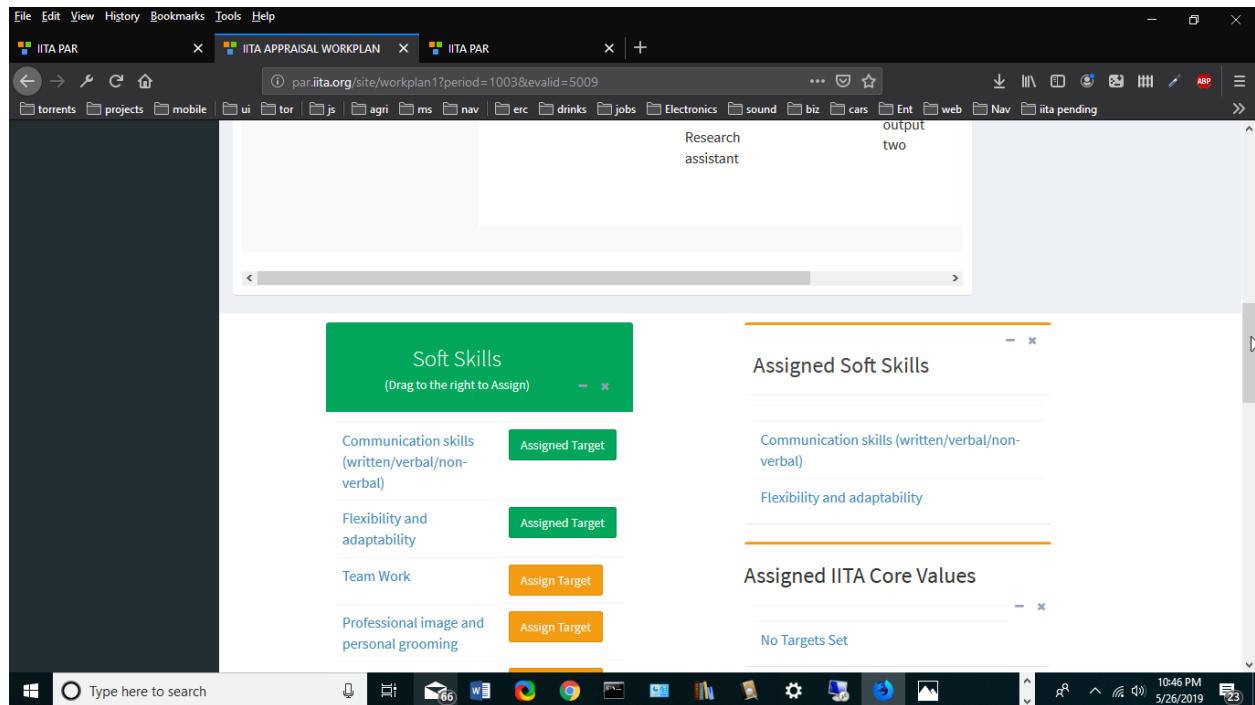 File Edit View History Bookmarks Tools Help
IITA PAR
IITA APPRAISAL WORKPLAN
IITA PAR
par.iita.org/site/workplan1?period=1003&evalid=5009
ABP
torrents projects mobile ui tor js agri ms nav erc drinks jobs Electronics sound biz cars Ent web Nav iita pending
output
two
Research
assistant
Soft Skills
(Drag to the right to Assign)
Communication skills
(written/verbal/non-
verbal)
Assigned Target
Flexibility and
adaptability
Assigned Target
Team Work
Assign Target
Professional image and
personal grooming
Assign Target
Assigned Soft Skills
Communication skills (written/verbal/non-
verbal)
Flexibility and adaptability
Assigned IITA Core Values
No Targets Set
Type here to search
66
10:46 PM
5/26/2019
23